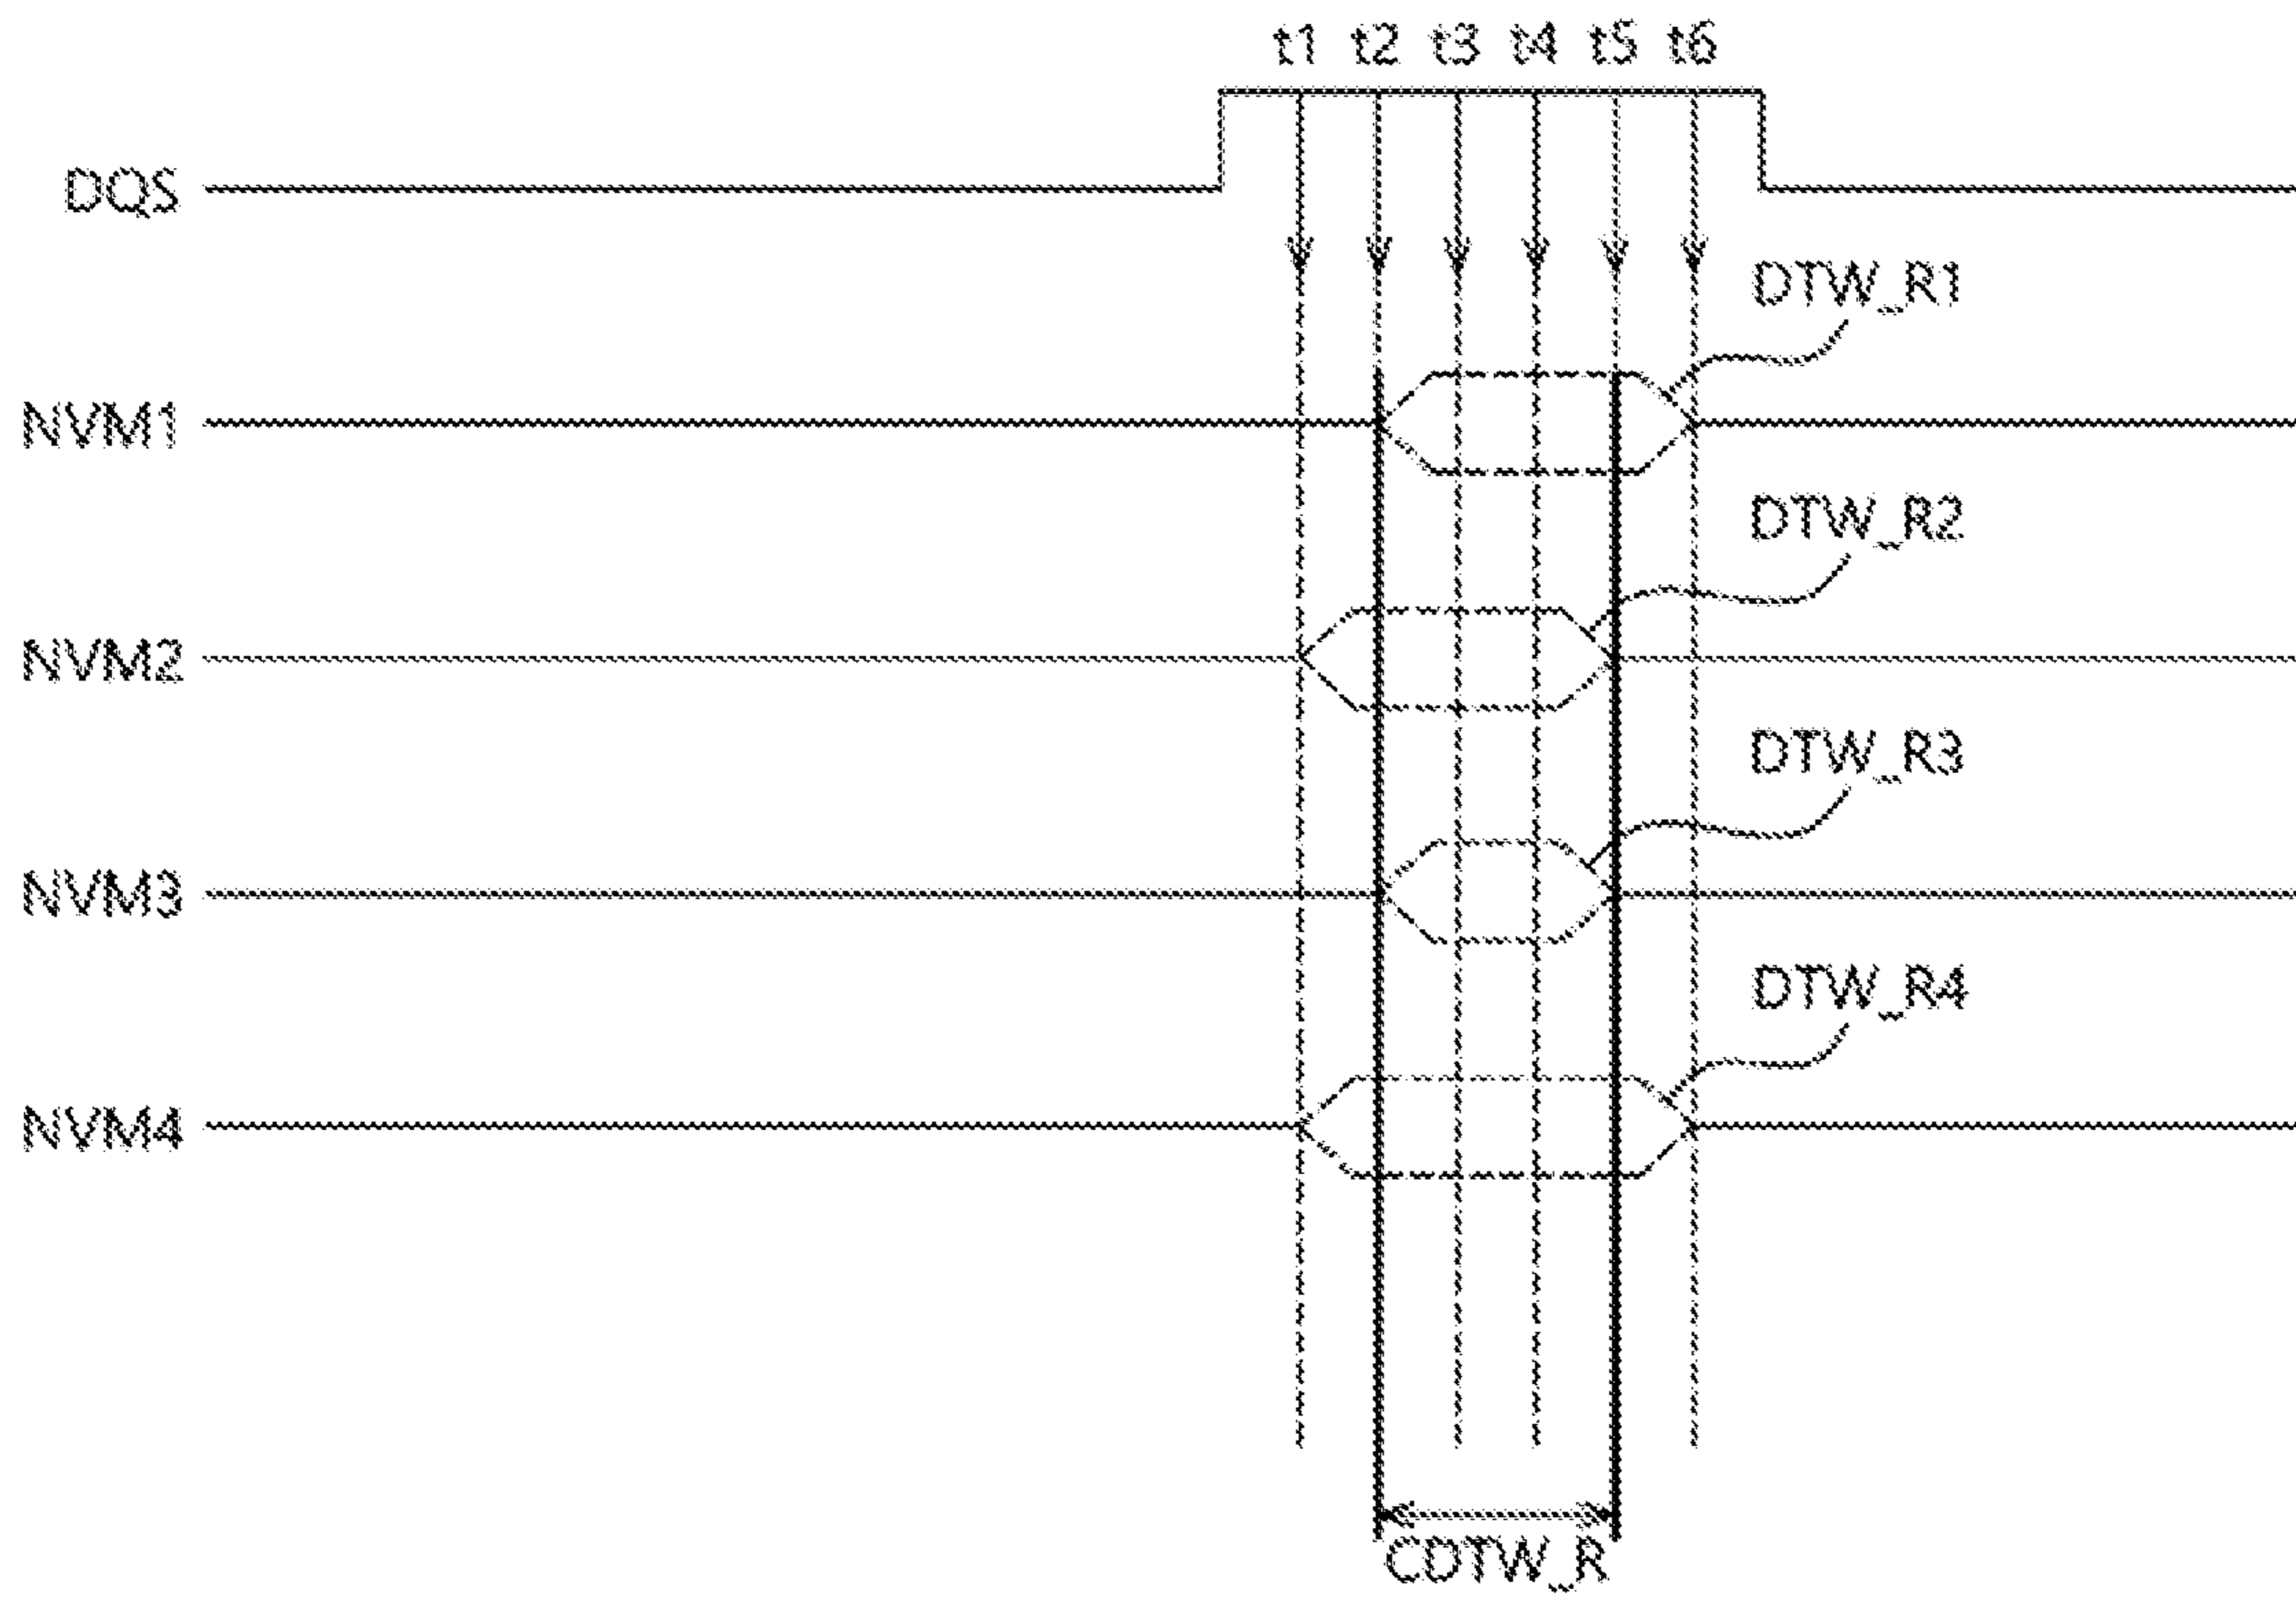 t1 t2 t3 t4 t5 t6
DQS
DTW_R1
NVM1
DTW_R2
NVM2
DTW_R3
NVM3
DTW_R4
NVM4
CDTW_R